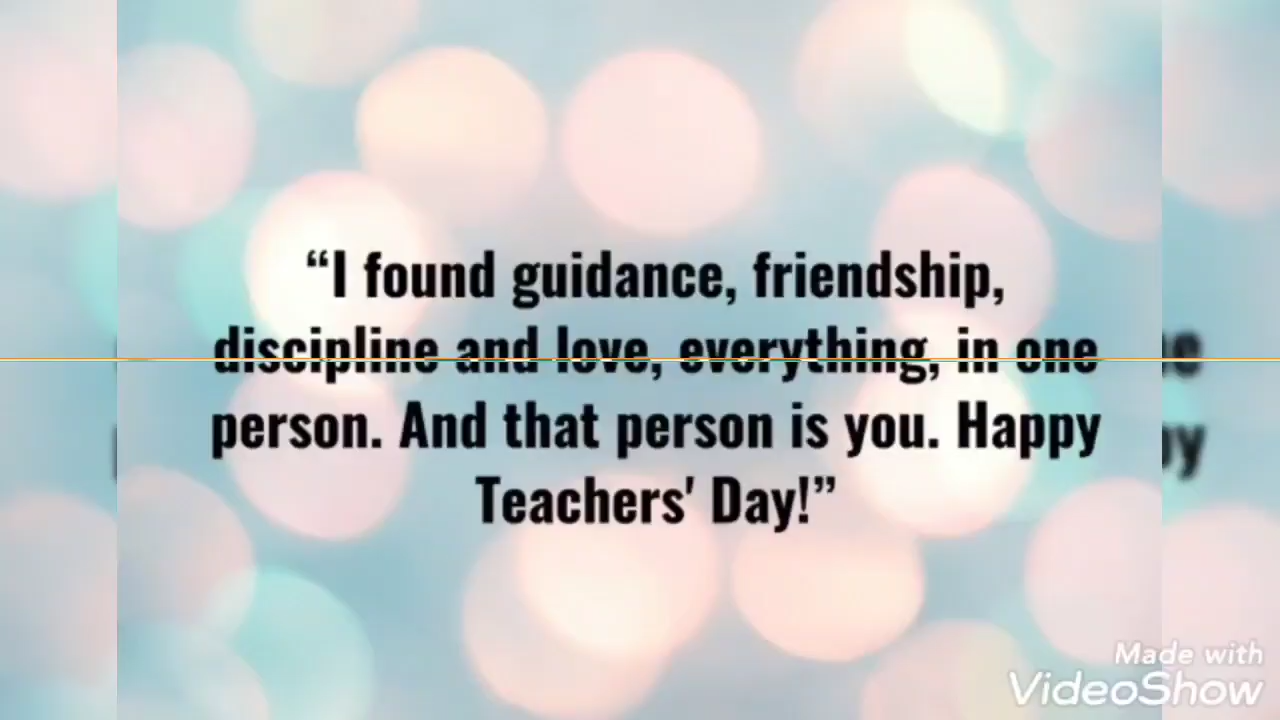 “I found guidance, friendship,
discipline and love, everything, in one
person. And that person is you. Happy
Teachers' Day!”
Made with
VideoShow